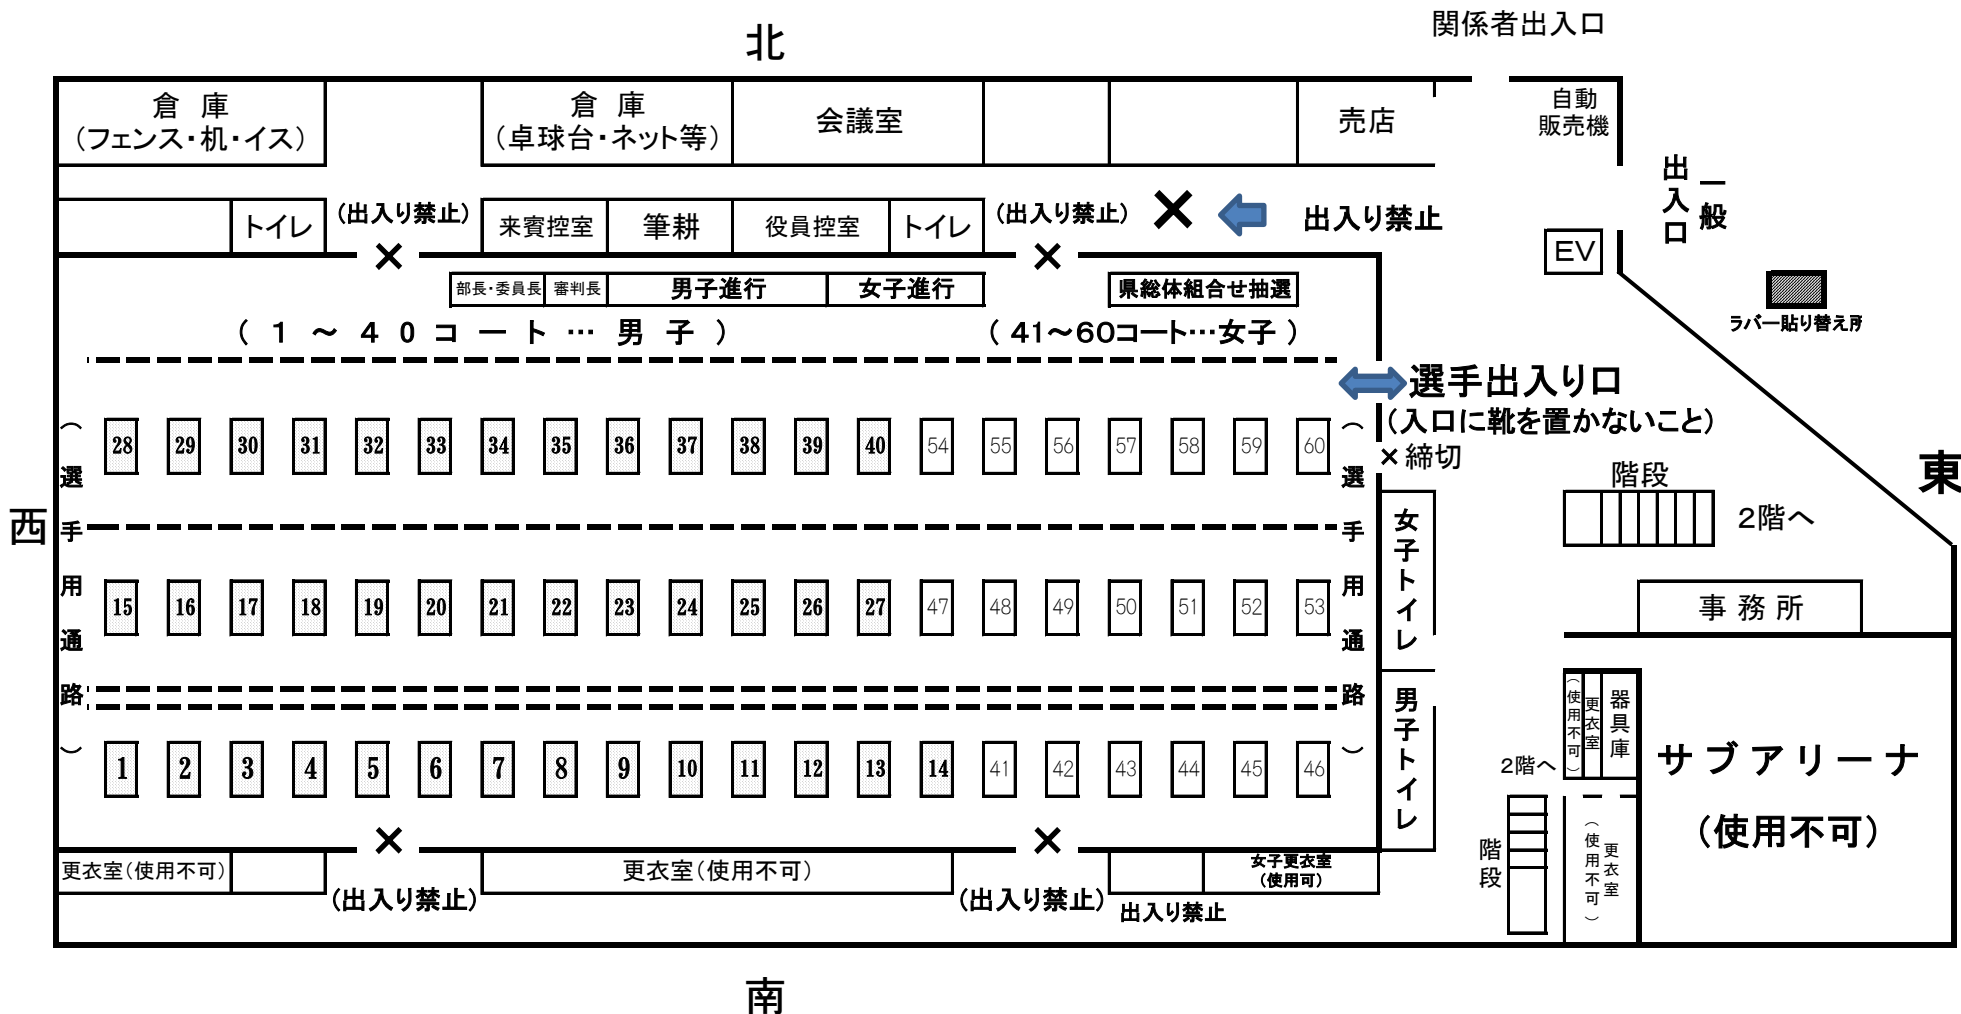 関係者出入口
北
倉 庫
(フェンス・机・イス)
倉 庫
(卓球台・ネット等)
会議室
売店
自動
販売機
一般
出入口
トイレ
(出入り禁止)
×
来賓控室
筆耕
役員控室
トイレ
(出入り禁止)
×
×
出入り禁止
EV
部長・委員長
審判長
男子進行
女子進行
県総体組合せ抽選
ラバー貼り替え所
(1～40コート…男子)
(41～60コート…女子)
選手出入り口
(入口に靴を置かないこと)
×締切
28 29 30 31 32 33 34 35 36 37 38 39 40 54 55 56 57 58 59 60
(選手用通路)
(選手用通路)
西
東
階段
2階へ
女子トイレ
15 16 17 18 19 20 21 22 23 24 25 26 27 47 48 49 50 51 52 53
事務所
男子トイレ
1 2 3 4 5 6 7 8 9 10 11 12 13 14 41 42 43 44 45 46
器具庫
更衣室
(使用不可)
2階へ
階段
更衣室
(使用不可)
サブアリーナ
(使用不可)
×
×
更衣室(使用不可)
(出入り禁止)
更衣室(使用不可)
(出入り禁止)
女子更衣室
(使用可)
出入り禁止
南